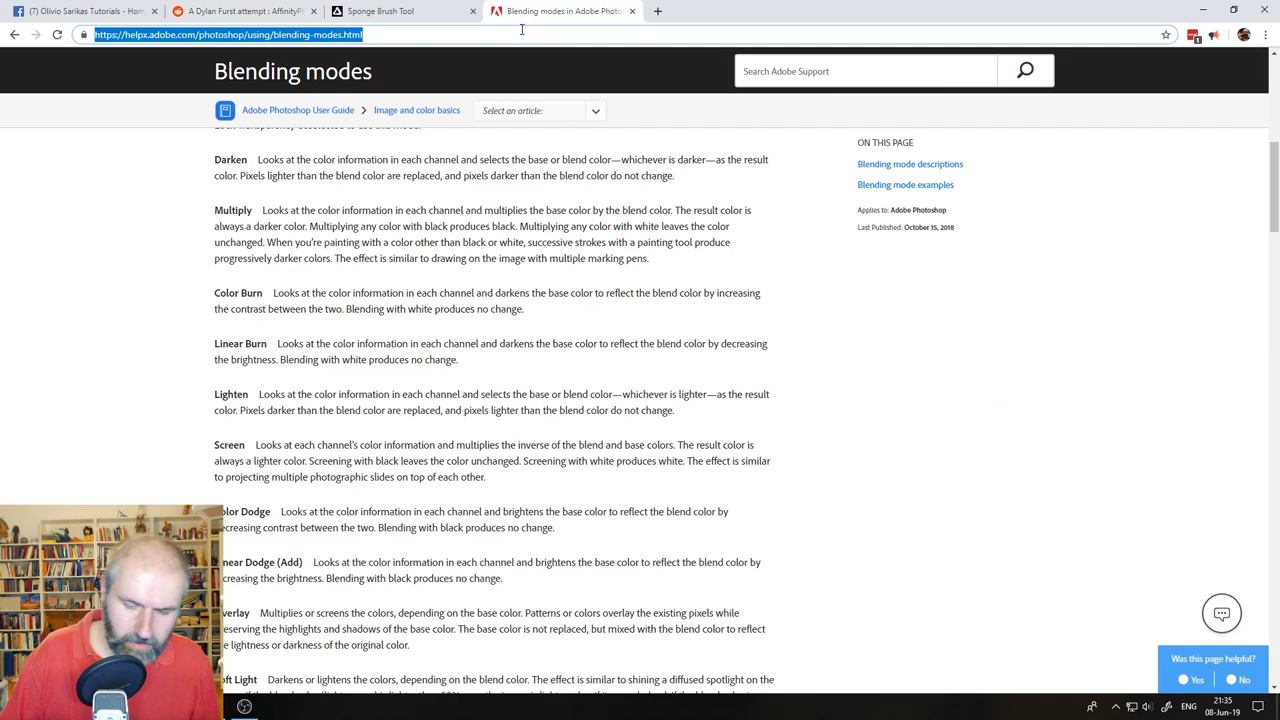 (7) Olivio Sarikas Tutorials - Hom
A Dylan Furst attempt : AffinityPh
Sponge Brush Tool
Blending modes in Adobe Photo
https://helpx.adobe.com/photoshop/using/blending-modes.html
Blending modes
Search Adobe Support
Adobe Photoshop User Guide
Image and color basics
Select an article:
ON THIS PAGE
Blending mode descriptions
Blending mode examples
Applies to: Adobe Photoshop
Last Published: October 15, 2018
Lock Transparency deselected to use this mode.
Darken Looks at the color information in each channel and selects the base or blend color—whichever is darker—as the result
color. Pixels lighter than the blend color are replaced, and pixels darker than the blend color do not change.
Multiply Looks at the color information in each channel and multiplies the base color by the blend color. The result color is
always a darker color. Multiplying any color with black produces black. Multiplying any color with white leaves the color
unchanged. When you're painting with a color other than black or white, successive strokes with a painting tool produce
progressively darker colors. The effect is similar to drawing on the image with multiple marking pens.
Color Burn Looks at the color information in each channel and darkens the base color to reflect the blend color by increasing
the contrast between the two. Blending with white produces no change.
Linear Burn Looks at the color information in each channel and darkens the base color to reflect the blend color by decreasing
the brightness. Blending with white produces no change.
Lighten Looks at the color information in each channel and selects the base or blend color—whichever is lighter—as the result
color. Pixels darker than the blend color are replaced, and pixels lighter than the blend color do not change.
Screen Looks at each channel's color information and multiplies the inverse of the blend and base colors. The result color is
always a lighter color. Screening with black leaves the color unchanged. Screening with white produces white. The effect is similar
to projecting multiple photographic slides on top of each other.
olor Dodge Looks at the color information in each channel and brightens the base color to reflect the blend color by
ecreasing contrast between the two. Blending with black produces no change.
near Dodge (Add) Looks at the color information in each channel and brightens the base color to reflect the blend color by
creasing the brightness. Blending with black produces no change.
verlay Multiplies or screens the colors, depending on the base color. Patterns or colors overlay the existing pixels while
reserving the highlights and shadows of the base color. The base color is not replaced, but mixed with the blend color to reflect
e lightness or darkness of the original color.
oft Light Darkens or lightens the colors, depending on the blend color. The effect is similar to shining a diffused spotlight on the
Was this page helpful?
Yes
No
1
ENG
21:35
08-Jun-19